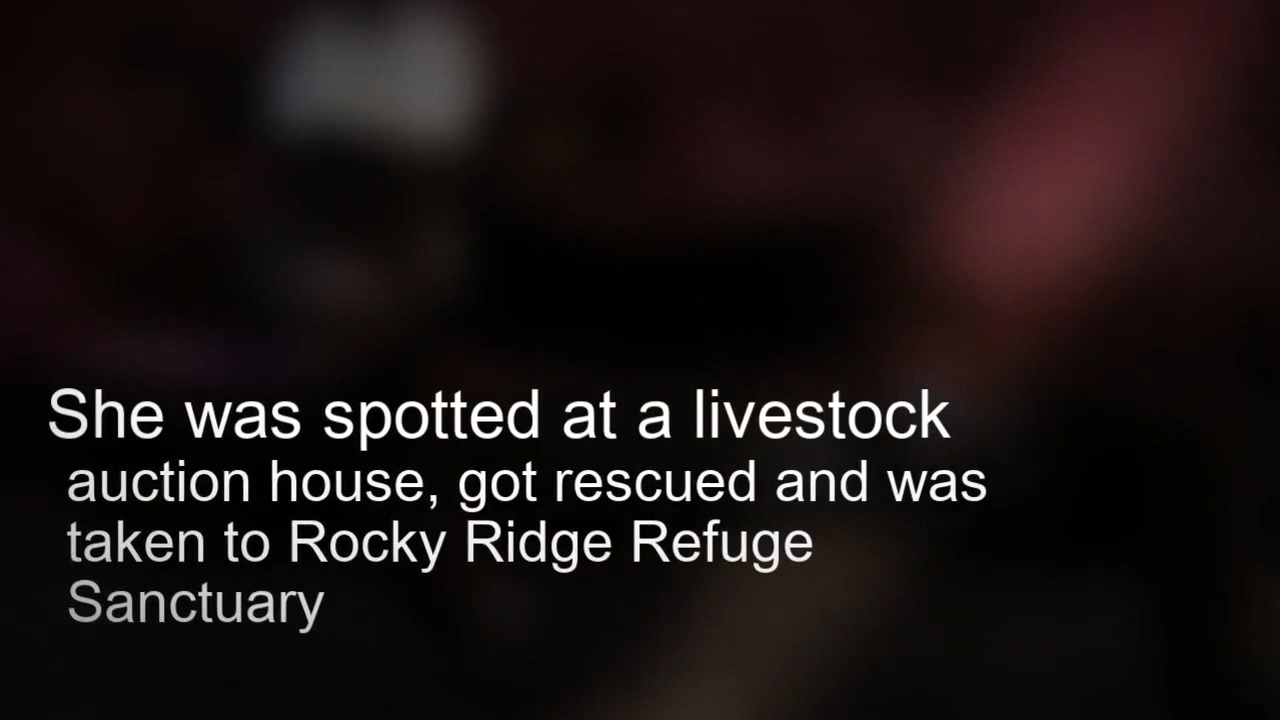 She was spotted at a livestock
auction house, got rescued and was
taken to Rocky Ridge Refuge
Sanctuary